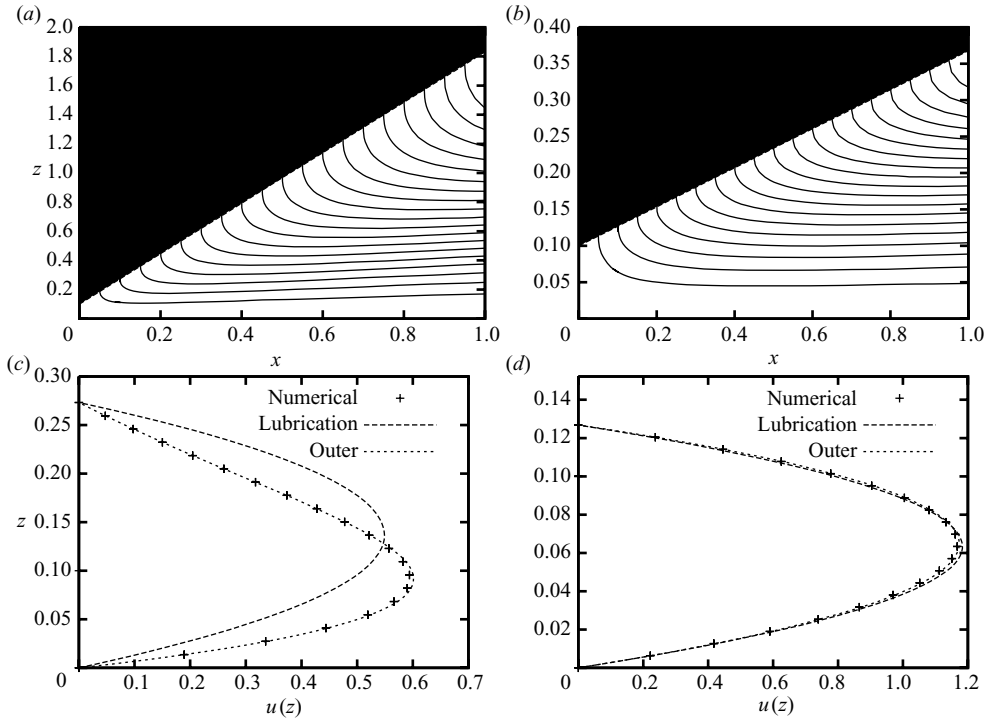 (a)
2.0
1.8
1.6
1.4
1.2
z
1.0
0.8
0.6
0.4
0.2
0 0.2 0.4 0.6 0.8 1.0
x
(b)
0.40
0.35
0.30
0.25
0.20
0.15
0.10
0.05
0 0.2 0.4 0.6 0.8 1.0
x
(c)
0.30
0.25
0.20
z
0.15
0.10
0.05
0 0.1 0.2 0.3 0.4 0.5 0.6 0.7
u(z)
Numerical
Lubrication
Outer
(d)
0.14
0.12
0.10
0.08
0.06
0.04
0.02
0 0.2 0.4 0.6 0.8 1.0 1.2
u(z)
Numerical
Lubrication
Outer